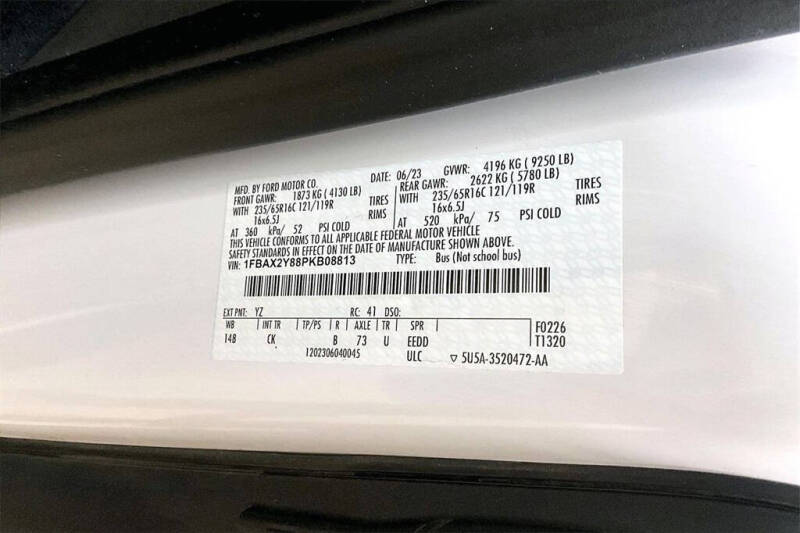 MFD. BY FORD MOTOR CO. DATE: 06/23 GVWR: 4196 KG ( 9250 LB)
FRONT GAWR: 1873 KG ( 4130 LB) REAR GAWR: 2622 KG ( 5780 LB)
WITH 235/65R16C 121/119R TIRES WITH 235/65R16C 121/119R TIRES
16x6.5J RIMS 16x6.5J RIMS
AT 360 kPa/ 52 PSI COLD AT 520 kPa/ 75 PSI COLD
THIS VEHICLE CONFORMS TO ALL APPLICABLE FEDERAL MOTOR VEHICLE
SAFETY STANDARDS IN EFFECT ON THE DATE OF MANUFACTURE SHOWN ABOVE.
VIN: 1FBAX2Y88PKB08813 TYPE: Bus (Not school bus)
EXT PNT: YZ RC: 41 DSO:
WB INT TR TP/PS R AXLE TR SPR F0226
148 CK B 73 U EEDD T1320
1202306040045 ULC ▽ 5U5A-3520472-AA